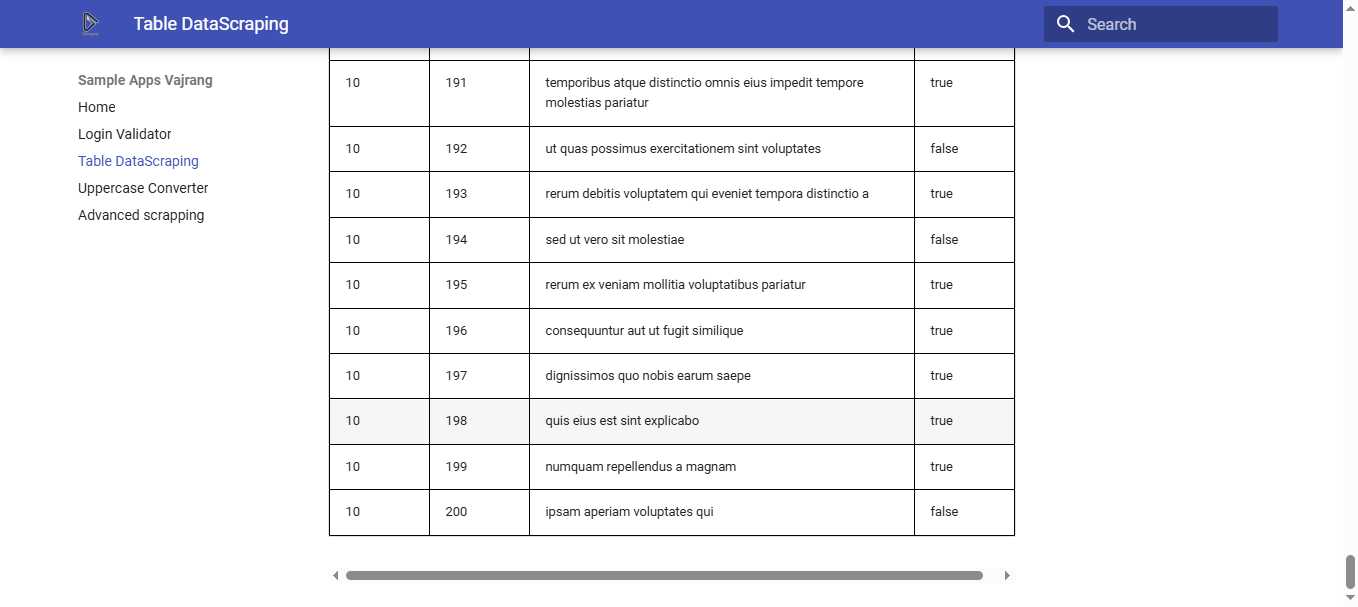 Table DataScraping
Search
Sample Apps Vajrang
Home
Login Validator
Table DataScraping
Uppercase Converter
Advanced scrapping
10 191 temporibus atque distinctio omnis eius impedit tempore true
molestias pariatur
10 192 ut quas possimus exercitationem sint voluptates false
10 193 rerum debitis voluptatem qui eveniet tempora distinctio a true
10 194 sed ut vero sit molestiae false
10 195 rerum ex veniam mollitia voluptatibus pariatur true
10 196 consequuntur aut ut fugit similique true
10 197 dignissimos quo nobis earum saepe true
10 198 quis eius est sint explicabo true
10 199 numquam repellendus a magnam true
10 200 ipsam aperiam voluptates qui false